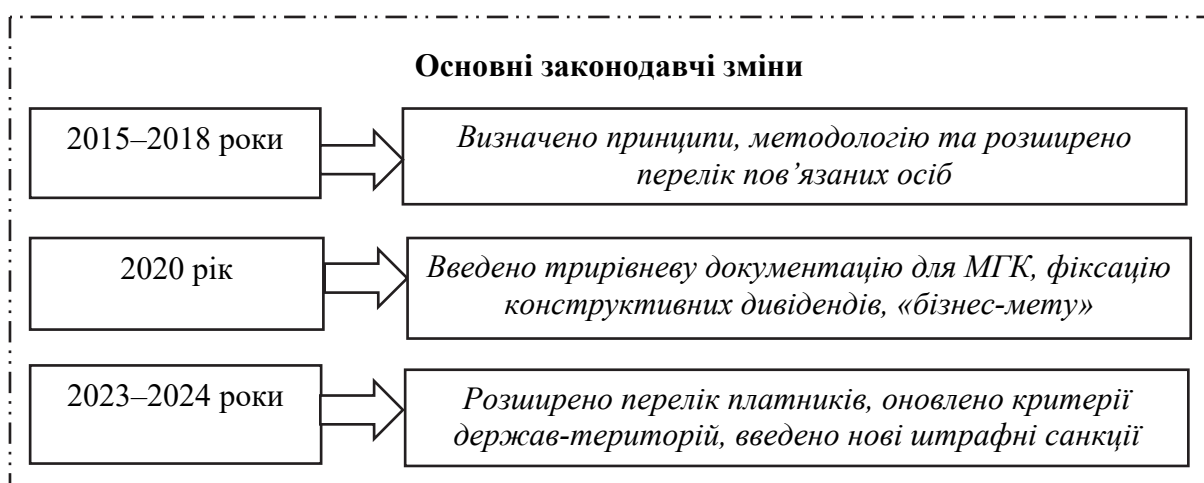 Основні законодавчі зміни
2015–2018 роки
Визначено принципи, методологію та розширено
перелік пов’язаних осіб
2020 рік
Введено трирівневу документацію для МГК, фіксацію
конструктивних дивідендів, «бізнес-мету»
2023–2024 роки
Розширено перелік платників, оновлено критерії
держав-територій, введено нові штрафні санкції